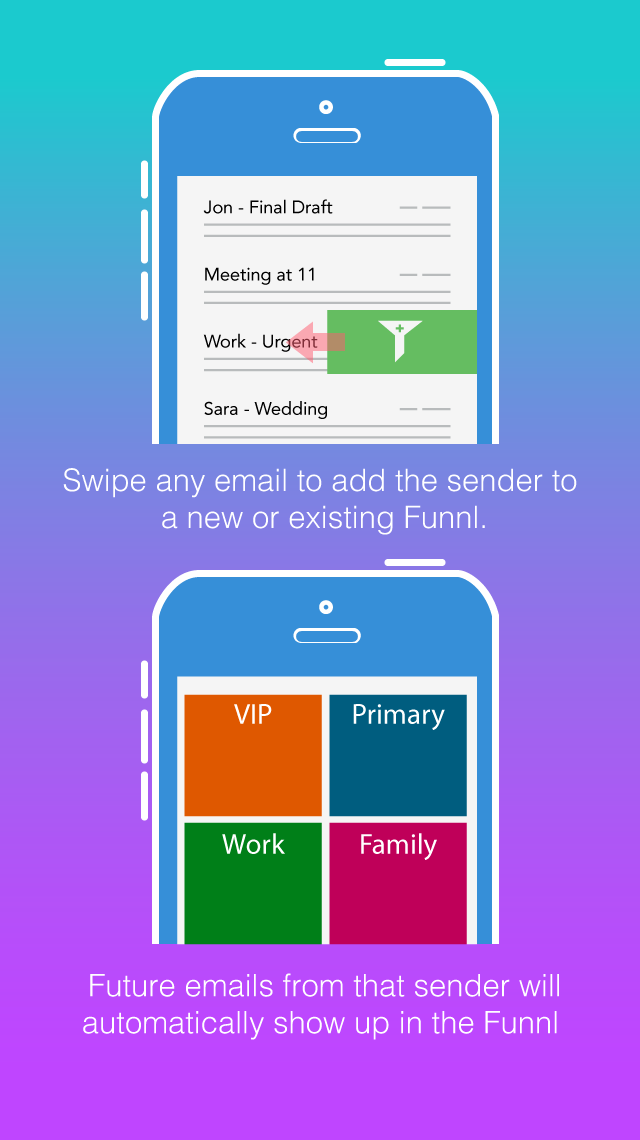 Jon - Final Draft
Meeting at 11
Work - Urgent
Sara - Wedding
Swipe any email to add the sender to
a new or existing Funnl.
VIP
Primary
Work
Family
Future emails from that sender will
automatically show up in the Funnl